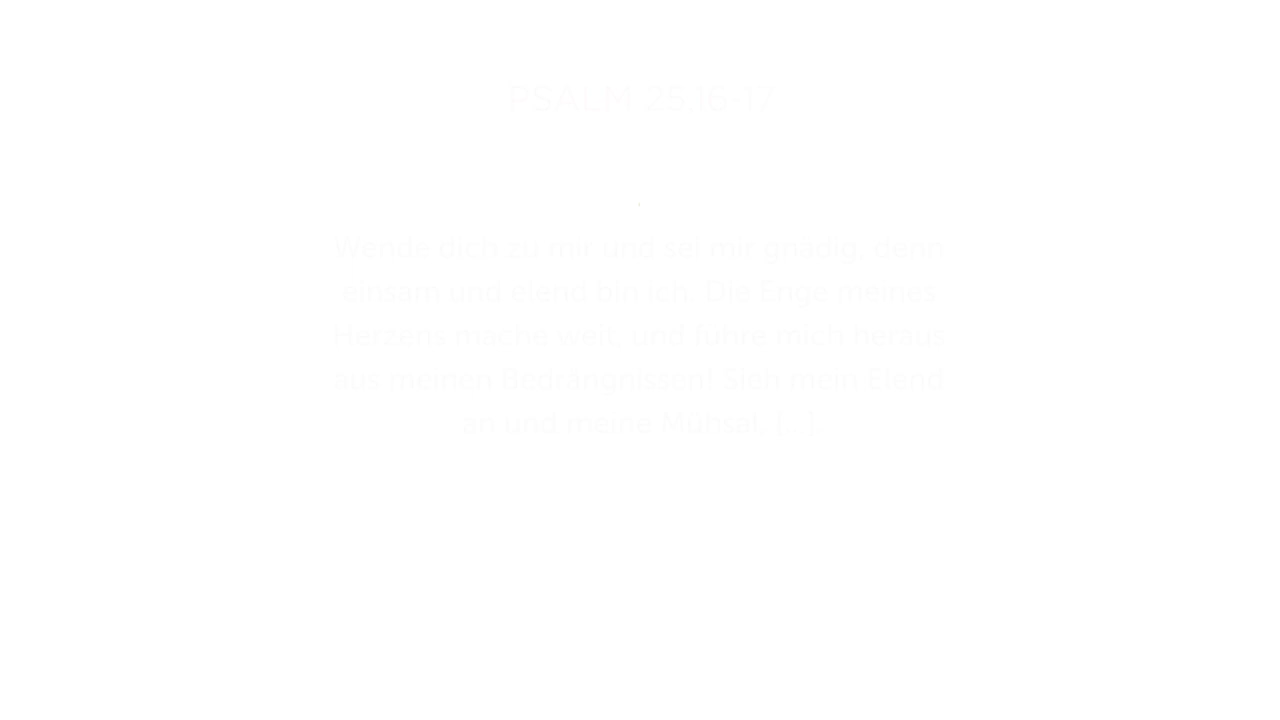 PSALM 25,16-17
Wende dich zu mir und sei mir gnädig, denn
einsam und elend bin ich. Die Enge meines
Herzens mache weit, und führe mich heraus
aus meinen Bedrängnissen! Sieh mein Elend
an und meine Mühsal, [...].